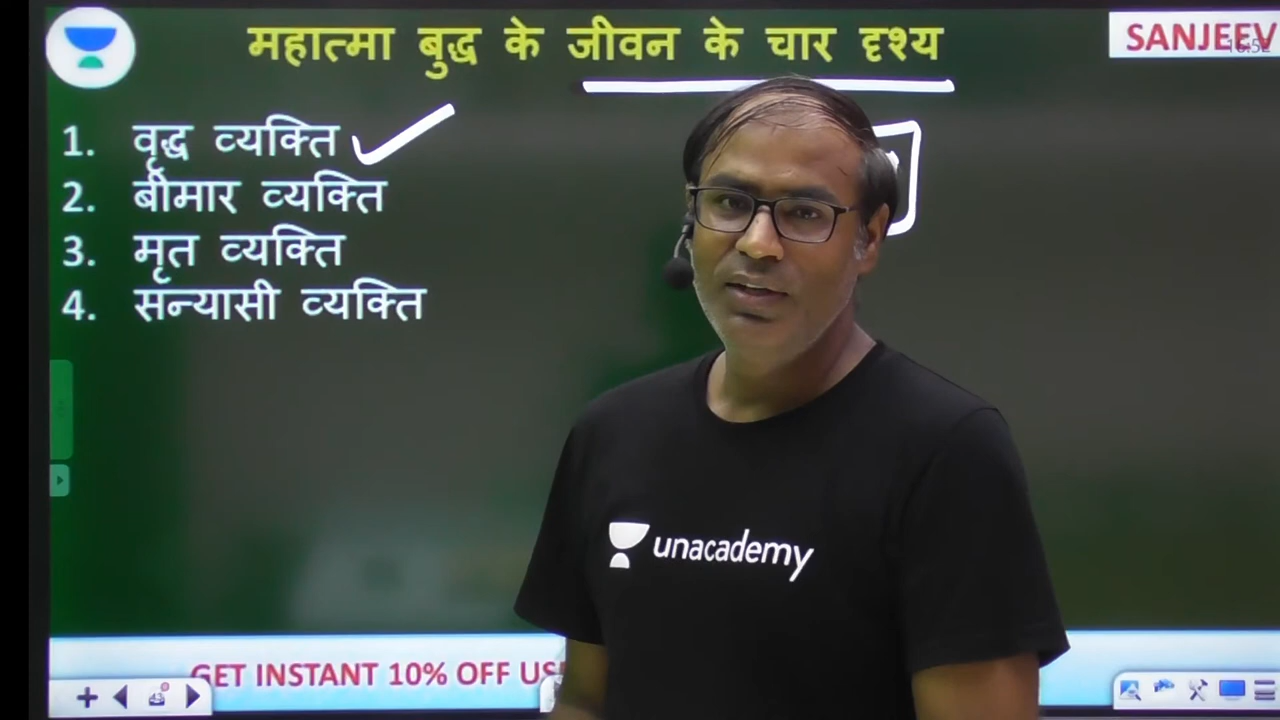 महात्मा बुद्ध के जीवन के चार दृश्य
SANJEEV
1. वृद्ध व्यक्ति
2. बीमार व्यक्ति
3. मृत व्यक्ति
4. सन्यासी व्यक्ति
unacademy
GET INSTANT 10% OFF